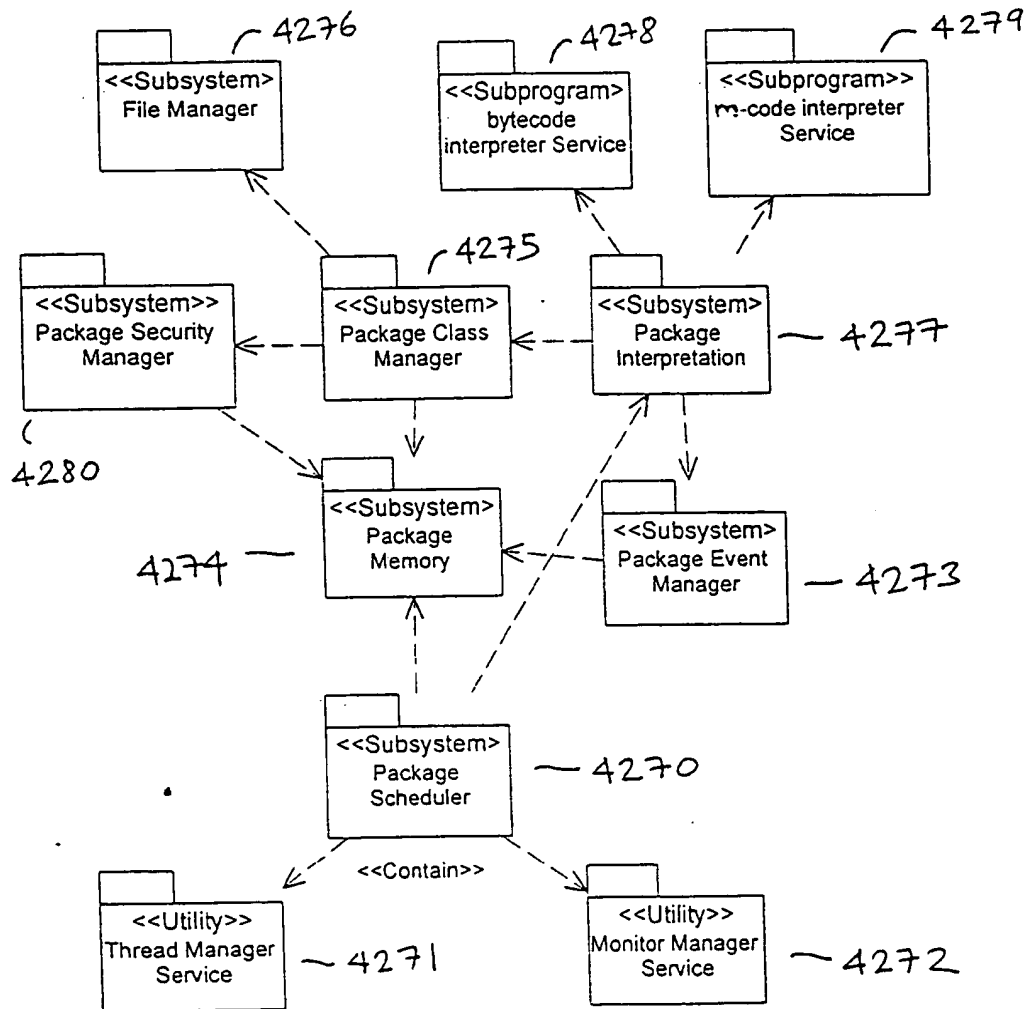 4276
4278
4279
<<Subsystem>
File Manager
<<Subprogram>
bytecode
interpreter Service
<<Subprogram>>
m-code interpreter
Service
4275
<<Subsystem>>
Package Security
Manager
<<Subsystem>
Package Class
Manager
<<Subsystem>
Package
Interpretation
4277
4280
<<Subsystem>
Package
Memory
4274
<<Subsystem>
Package Event
Manager
4273
<<Subsystem>
Package
Scheduler
4270
<<Contain>>
<<Utility>>
Thread Manager
Service
4271
<<Utility>>
Monitor Manager
Service
4272